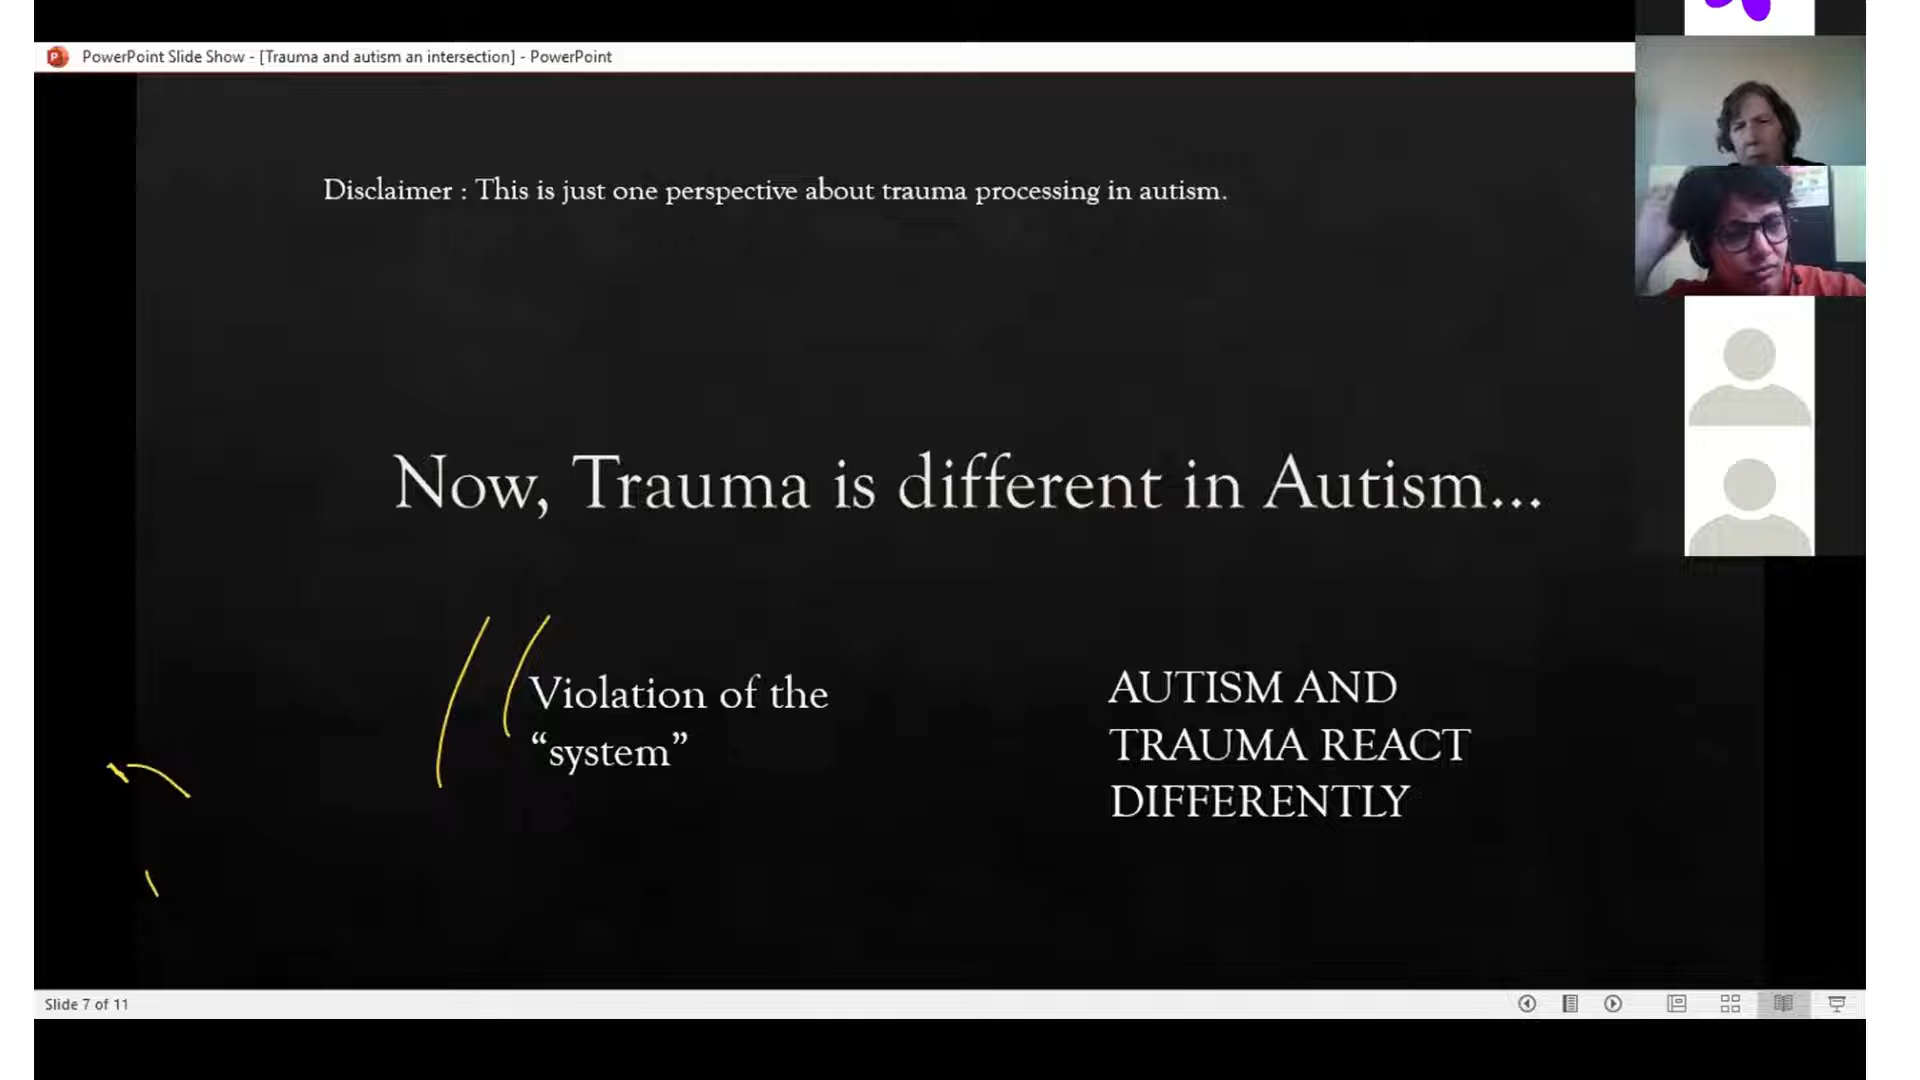 PowerPoint Slide Show - [Trauma and autism an intersection] - PowerPoint
Disclaimer : This is just one perspective about trauma processing in autism.
Now, Trauma is different in Autism...
Violation of the
“system”
AUTISM AND
TRAUMA REACT
DIFFERENTLY
Slide 7 of 11